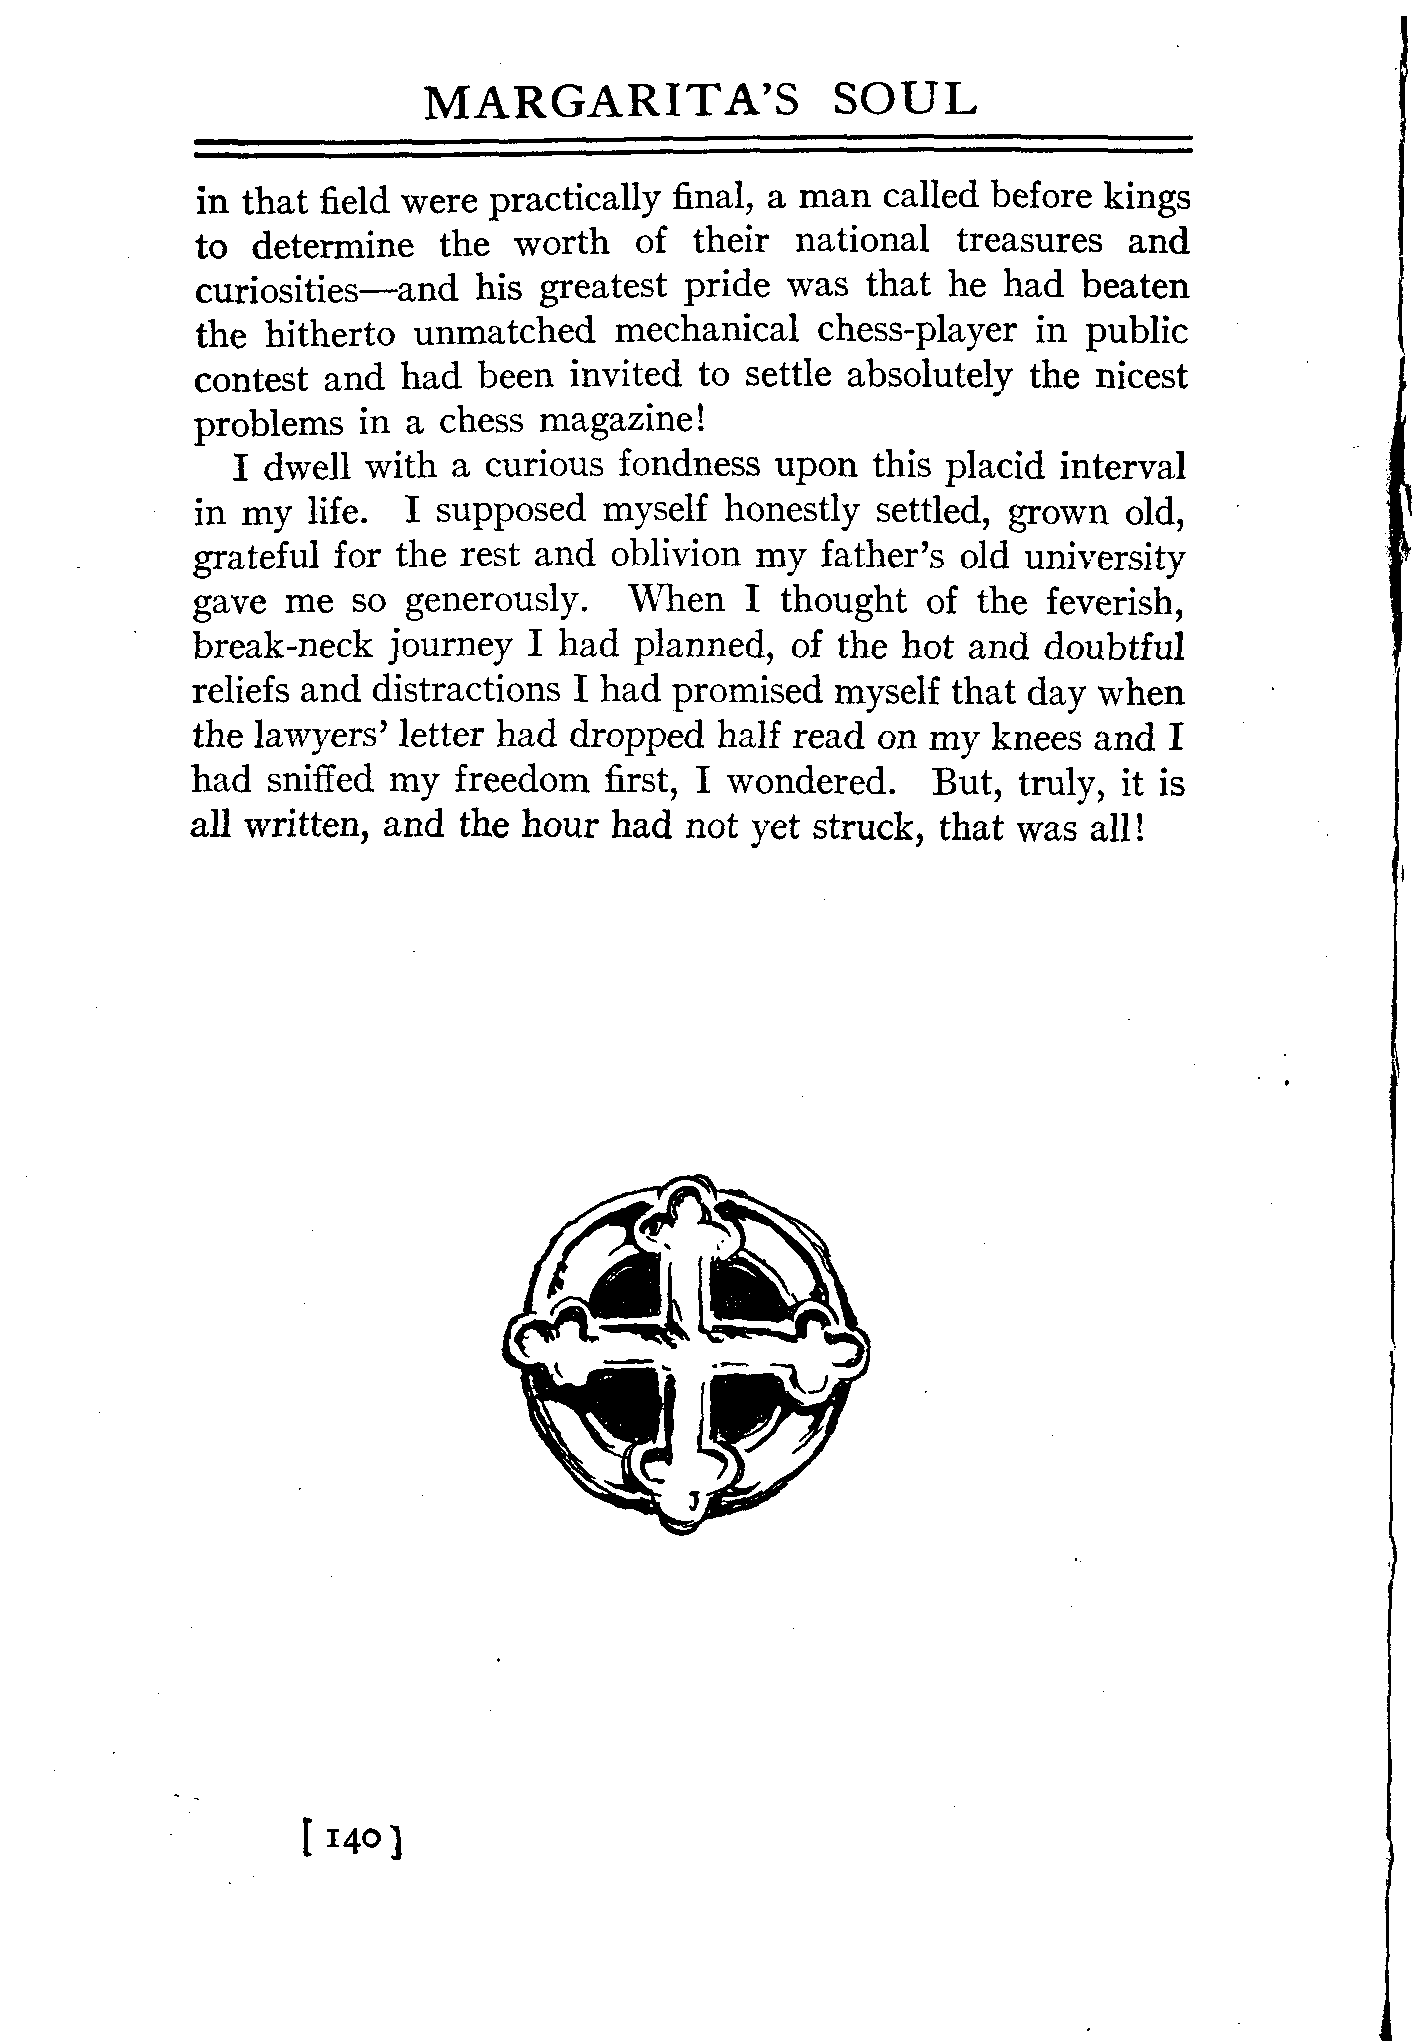 MARGARITA'S SOUL
in that field were practically final, a man called before kings
to determine the worth of their national treasures and
curiosities—and his greatest pride was that he had beaten
the hitherto unmatched mechanical chess-player in public
contest and had been invited to settle absolutely the nicest
problems in a chess magazine!
I dwell with a curious fondness upon this placid interval
in my life. I supposed myself honestly settled, grown old,
grateful for the rest and oblivion my father's old university
gave me so generously. When I thought of the feverish,
break-neck journey I had planned, of the hot and doubtful
reliefs and distractions I had promised myself that day when
the lawyers' letter had dropped half read on my knees and I
had sniffed my freedom first, I wondered. But, truly, it is
all written, and the hour had not yet struck, that was all!
J
[ 140 ]